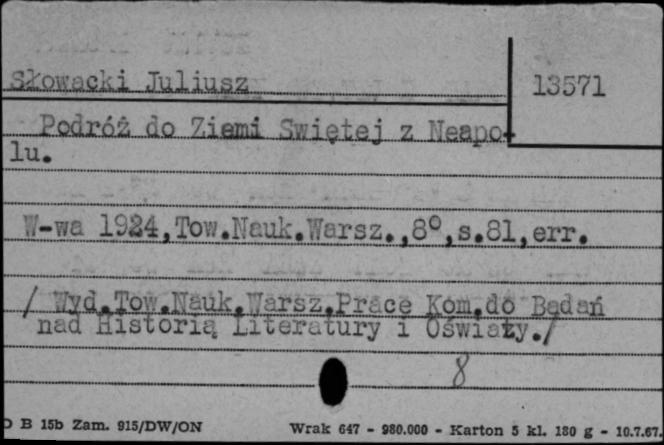 Słowacki Juliusz
13571
Podróż do Ziemi Swiętej z Neapo-
lu.
W-wa 1924,Tow.Nauk.Warsz.,8°,s.81,err.
/ Wyd.Tow.Nauk.Warsz.Prace Kom.do Badań
nad Historią Literatury i Oświaty./
8
D B 15b Zam. 915/DW/ON
Wrak 647 - 980.000 - Karton 5 kl. 180 g - 10.7.67.